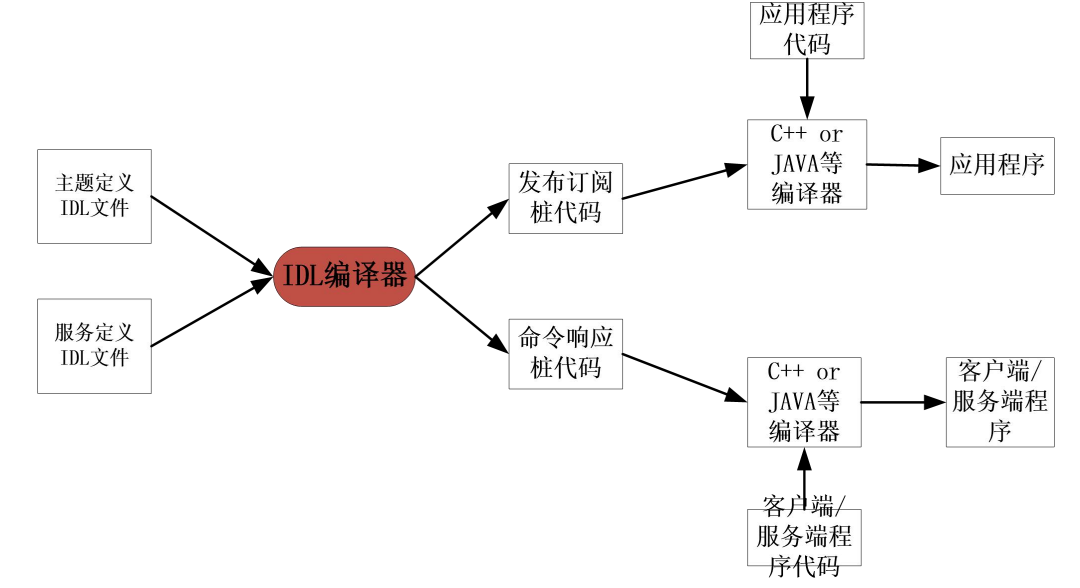 应用程序
代码
主题定义
IDL文件
服务定义
IDL文件
IDL编译器
发布订阅
桩代码
命令响应
桩代码
C++ or
JAVA等
编译器
应用程序
C++ or
JAVA等
编译器
客户端/
服务端程
序
客户端/
服务端程
序代码